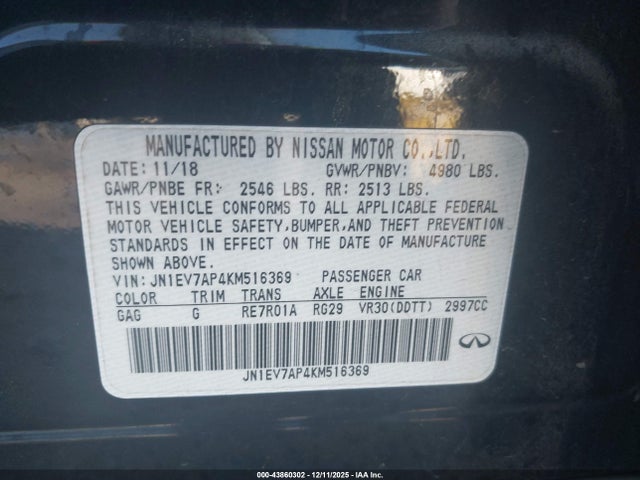 MANUFACTURED BY NISSAN MOTOR CO.,LTD.
DATE: 11/18 GVWR/PNBV: 4980 LBS.
GAWR/PNBE FR: 2546 LBS. RR: 2513 LBS.
THIS VEHICLE CONFORMS TO ALL APPLICABLE FEDERAL
MOTOR VEHICLE SAFETY,BUMPER,AND THEFT PREVENTION
STANDARDS IN EFFECT ON THE DATE OF MANUFACTURE
SHOWN ABOVE.
VIN: JN1EV7AP4KM516369 PASSENGER CAR
COLOR TRIM TRANS AXLE ENGINE
GAG G RE7R01A RG29 VR30(DDTT) 2997CC
JN1EV7AP4KM516369
000-43860302 - 12/11/2025 - IAAI.COM